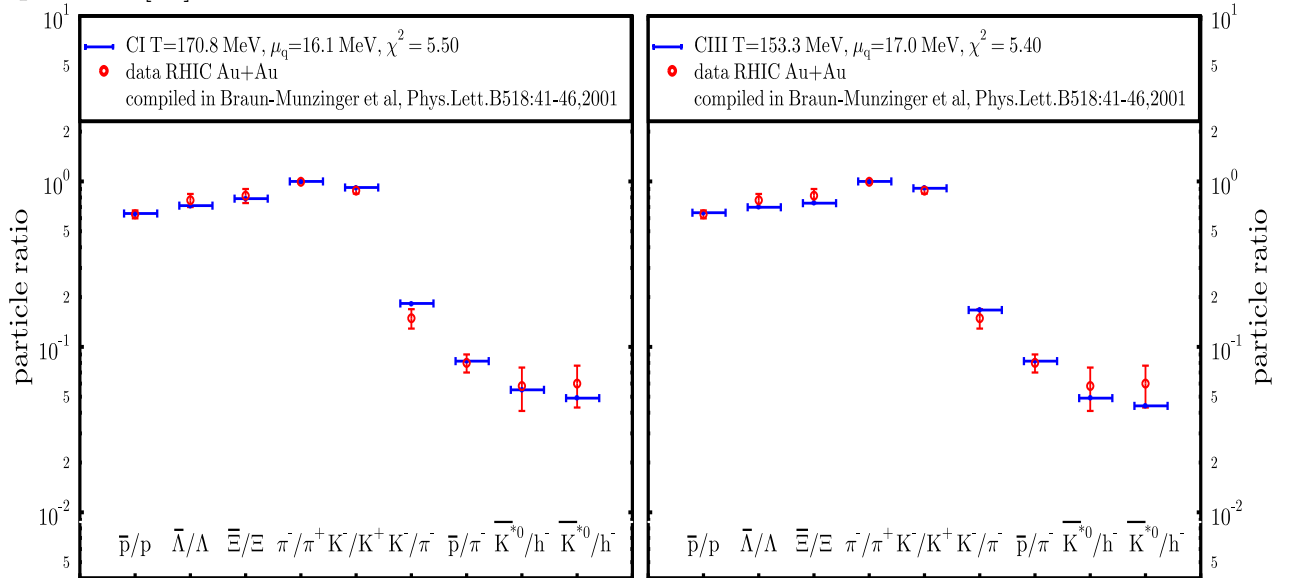 10¹
CI T=170.8 MeV, μq=16.1 MeV, χ² = 5.50
data RHIC Au+Au
compiled in Braun-Munzinger et al, Phys.Lett.B518:41-46,2001
5
2
10⁰
5
2
10⁻¹
5
2
10⁻²
5
particle ratio
p̅/p Λ̅/Λ Ξ̅/Ξ π⁻/π⁺ K⁻/K⁺ K⁻/π⁻ p̅/π⁻ K̅*⁰/h⁻ K̅*⁰/h⁻
CIII T=153.3 MeV, μq=17.0 MeV, χ² = 5.40
data RHIC Au+Au
compiled in Braun-Munzinger et al, Phys.Lett.B518:41-46,2001
p̅/p Λ̅/Λ Ξ̅/Ξ π⁻/π⁺ K⁻/K⁺ K⁻/π⁻ p̅/π⁻ K̅*⁰/h⁻ K̅*⁰/h⁻
10¹
5
2
10⁰
5
2
10⁻¹
5
2
10⁻²
5
particle ratio